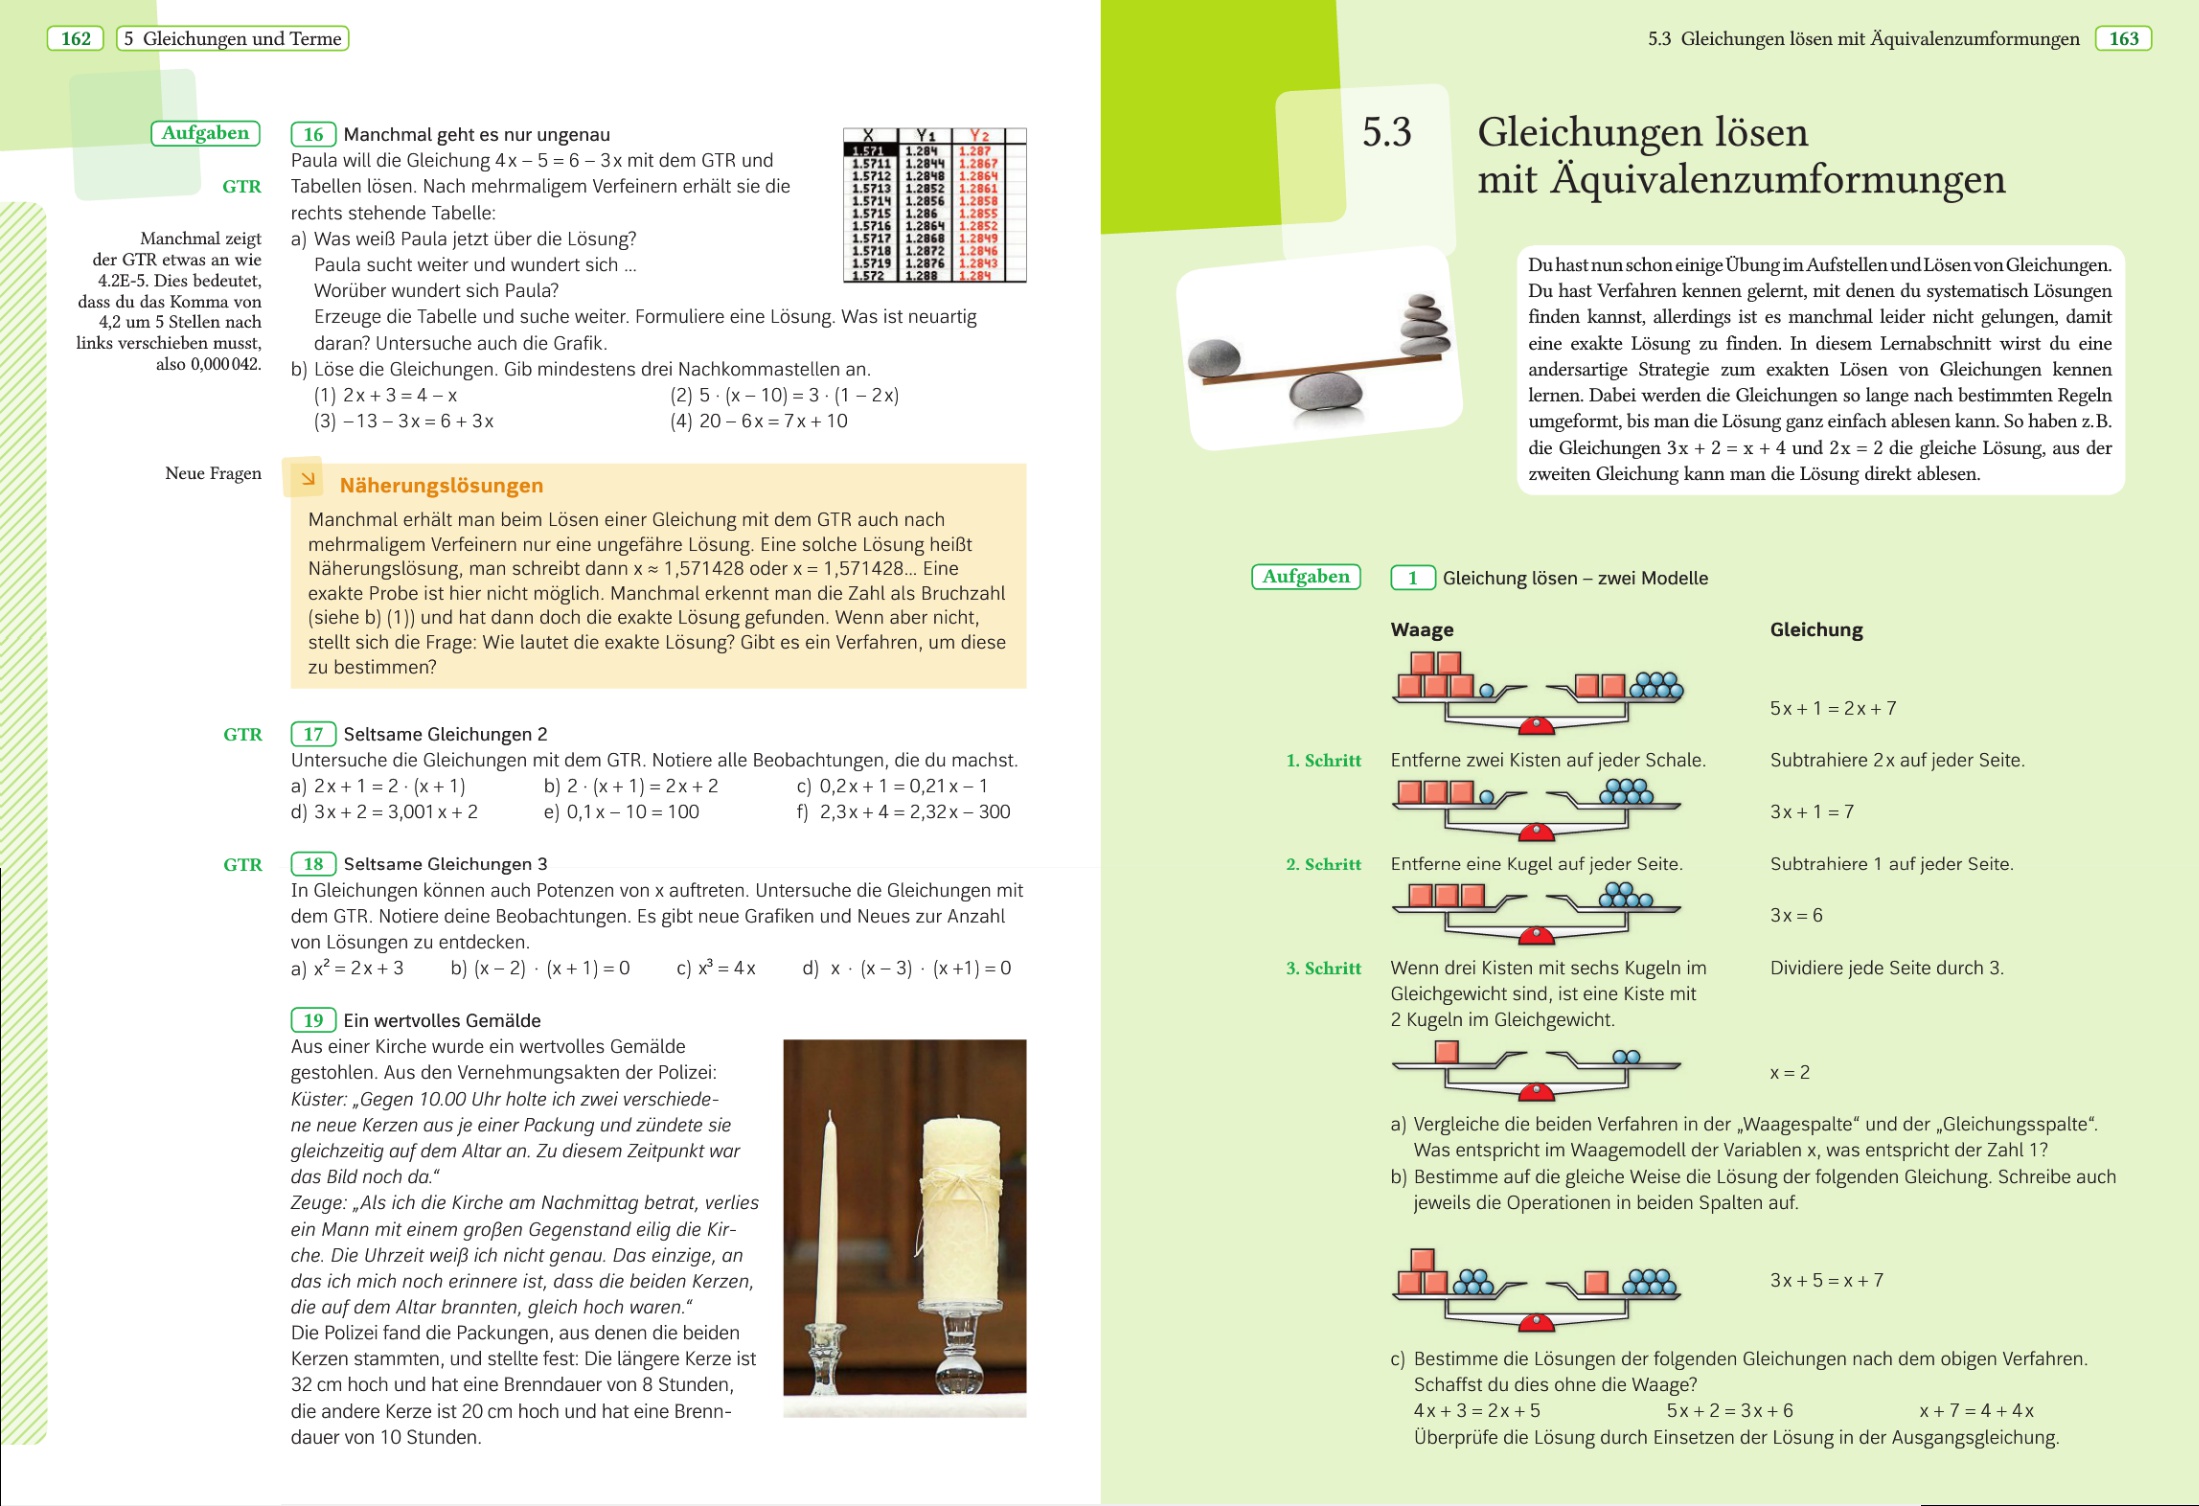 162
5 Gleichungen und Terme
Aufgaben
16 Manchmal geht es nur ungenau
Paula will die Gleichung 4x – 5 = 6 – 3x mit dem GTR und
GTR
Tabellen lösen. Nach mehrmaligem Verfeinern erhält sie die
rechts stehende Tabelle:
a) Was weiß Paula jetzt über die Lösung?
Paula sucht weiter und wundert sich ...
Worüber wundert sich Paula?
Erzeuge die Tabelle und suche weiter. Formuliere eine Lösung. Was ist neuartig
daran? Untersuche auch die Grafik.
b) Löse die Gleichungen. Gib mindestens drei Nachkommastellen an.
(1) 2x + 3 = 4 – x (2) 5 · (x – 10) = 3 · (1 – 2x)
(3) –13 – 3x = 6 + 3x (4) 20 – 6x = 7x + 10
X Y1 Y2
1.571 1.284 1.287
1.5711 1.2844 1.2867
1.5712 1.2848 1.2864
1.5713 1.2852 1.2861
1.5714 1.2856 1.2858
1.5715 1.286 1.2855
1.5716 1.2864 1.2852
1.5717 1.2868 1.2849
1.5718 1.2872 1.2846
1.5719 1.2876 1.2843
1.572 1.288 1.284
Manchmal zeigt
der GTR etwas an wie
4.2E-5. Dies bedeutet,
dass du das Komma von
4,2 um 5 Stellen nach
links verschieben musst,
also 0,000042.
Neue Fragen
Näherungslösungen
Manchmal erhält man beim Lösen einer Gleichung mit dem GTR auch nach
mehrmaligem Verfeinern nur eine ungefähre Lösung. Eine solche Lösung heißt
Näherungslösung, man schreibt dann x ≈ 1,571428 oder x = 1,571428... Eine
exakte Probe ist hier nicht möglich. Manchmal erkennt man die Zahl als Bruchzahl
(siehe b) (1)) und hat dann doch die exakte Lösung gefunden. Wenn aber nicht,
stellt sich die Frage: Wie lautet die exakte Lösung? Gibt es ein Verfahren, um diese
zu bestimmen?
GTR
17 Seltsame Gleichungen 2
Untersuche die Gleichungen mit dem GTR. Notiere alle Beobachtungen, die du machst.
a) 2x + 1 = 2 · (x + 1) b) 2 · (x + 1) = 2x + 2 c) 0,2x + 1 = 0,21x – 1
d) 3x + 2 = 3,001x + 2 e) 0,1x – 10 = 100 f) 2,3x + 4 = 2,32x – 300
GTR
18 Seltsame Gleichungen 3
In Gleichungen können auch Potenzen von x auftreten. Untersuche die Gleichungen mit
dem GTR. Notiere deine Beobachtungen. Es gibt neue Grafiken und Neues zur Anzahl
von Lösungen zu entdecken.
a) x² = 2x + 3 b) (x – 2) · (x + 1) = 0 c) x³ = 4x d) x · (x – 3) · (x +1) = 0
19 Ein wertvolles Gemälde
Aus einer Kirche wurde ein wertvolles Gemälde
gestohlen. Aus den Vernehmungsakten der Polizei:
Küster: „Gegen 10.00 Uhr holte ich zwei verschiede-
ne neue Kerzen aus je einer Packung und zündete sie
gleichzeitig auf dem Altar an. Zu diesem Zeitpunkt war
das Bild noch da.“
Zeuge: „Als ich die Kirche am Nachmittag betrat, verlies
ein Mann mit einem großen Gegenstand eilig die Kir-
che. Die Uhrzeit weiß ich nicht genau. Das einzige, an
das ich mich noch erinnere ist, dass die beiden Kerzen,
die auf dem Altar brannten, gleich hoch waren.“
Die Polizei fand die Packungen, aus denen die beiden
Kerzen stammten, und stellte fest: Die längere Kerze ist
32 cm hoch und hat eine Brenndauer von 8 Stunden,
die andere Kerze ist 20 cm hoch und hat eine Brenn-
dauer von 10 Stunden.
5.3 Gleichungen lösen mit Äquivalenzumformungen
163
5.3 Gleichungen lösen
mit Äquivalenzumformungen
Du hast nun schon einige Übung im Aufstellen und Lösen von Gleichungen.
Du hast Verfahren kennen gelernt, mit denen du systematisch Lösungen
finden kannst, allerdings ist es manchmal leider nicht gelungen, damit
eine exakte Lösung zu finden. In diesem Lernabschnitt wirst du eine
andersartige Strategie zum exakten Lösen von Gleichungen kennen
lernen. Dabei werden die Gleichungen so lange nach bestimmten Regeln
umgeformt, bis man die Lösung ganz einfach ablesen kann. So haben z. B.
die Gleichungen 3x + 2 = x + 4 und 2x = 2 die gleiche Lösung, aus der
zweiten Gleichung kann man die Lösung direkt ablesen.
Aufgaben
1 Gleichung lösen – zwei Modelle
Waage Gleichung
5x + 1 = 2x + 7
1. Schritt Entferne zwei Kisten auf jeder Schale. Subtrahiere 2x auf jeder Seite.
3x + 1 = 7
2. Schritt Entferne eine Kugel auf jeder Seite. Subtrahiere 1 auf jeder Seite.
3x = 6
3. Schritt Wenn drei Kisten mit sechs Kugeln im Dividiere jede Seite durch 3.
Gleichgewicht sind, ist eine Kiste mit
2 Kugeln im Gleichgewicht.
x = 2
a) Vergleiche die beiden Verfahren in der „Waagespalte“ und der „Gleichungsspalte“.
Was entspricht im Waagemodell der Variablen x, was entspricht der Zahl 1?
b) Bestimme auf die gleiche Weise die Lösung der folgenden Gleichung. Schreibe auch
jeweils die Operationen in beiden Spalten auf.
3x + 5 = x + 7
c) Bestimme die Lösungen der folgenden Gleichungen nach dem obigen Verfahren.
Schaffst du dies ohne die Waage?
4x + 3 = 2x + 5 5x + 2 = 3x + 6 x + 7 = 4 + 4x
Überprüfe die Lösung durch Einsetzen der Lösung in der Ausgangsgleichung.